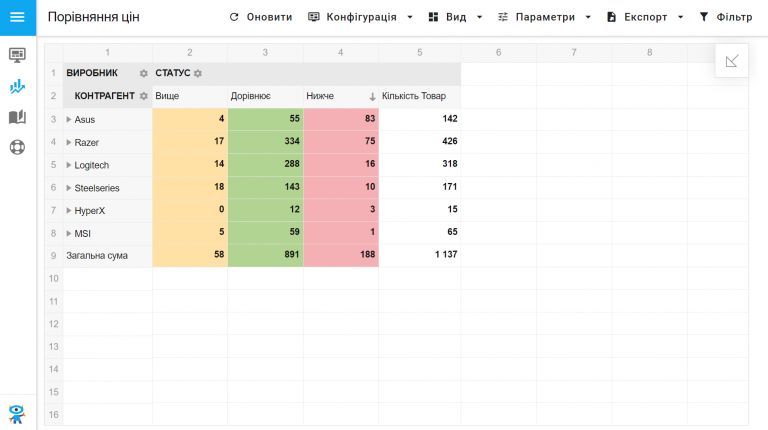 Порівняння цін Оновити Конфігурація Вид Параметри Експорт Фільтр
1 2 3 4 5 6 7 8
1 ВИРОБНИК СТАТУС
2 КОНТРАГЕНТ Вище Дорівнює Нижче Кількість Товар
3 Asus 4 55 83 142
4 Razer 17 334 75 426
5 Logitech 14 288 16 318
6 Steelseries 18 143 10 171
7 HyperX 0 12 3 15
8 MSI 5 59 1 65
9 Загальна сума 58 891 188 1 137
10
11
12
13
14
15
16